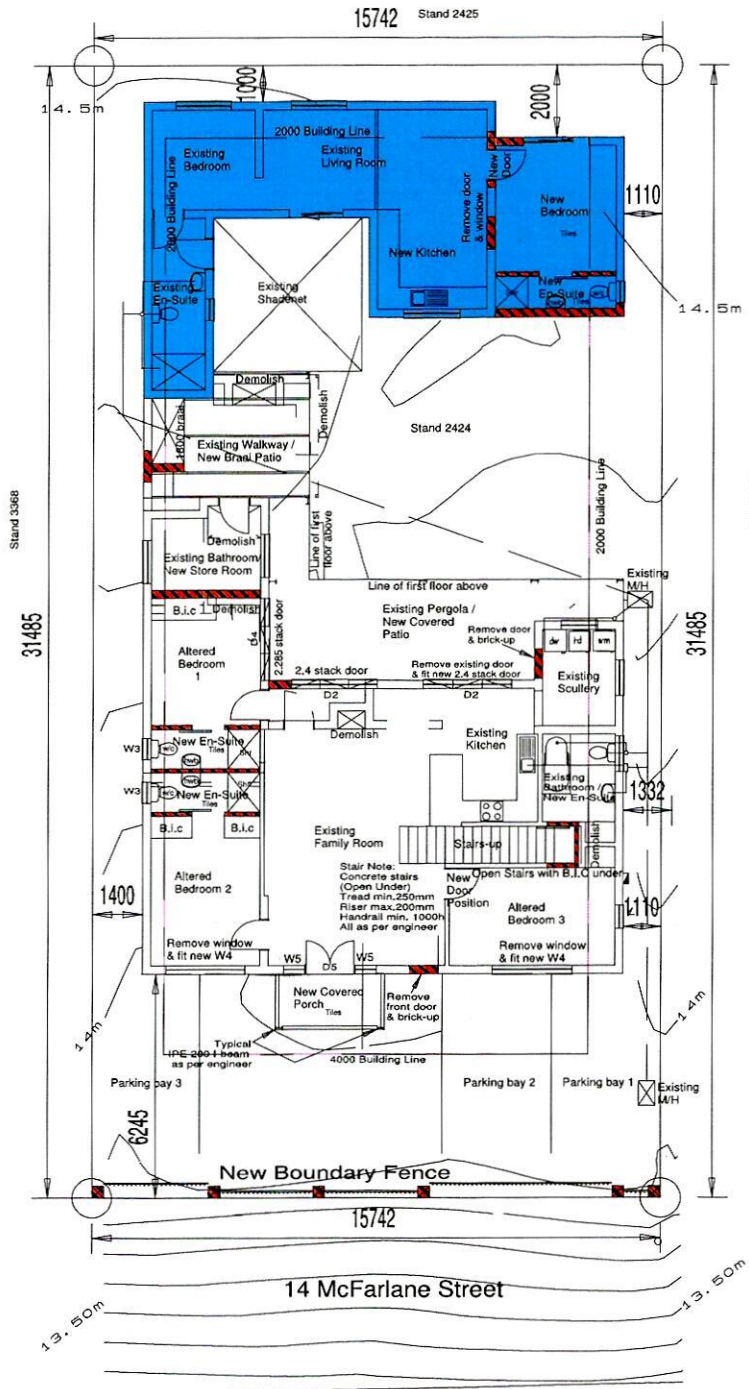 15742
Stand 2425
1000
2000
14.5m
2000 Building Line
Existing
Bedroom
Existing
Living Room
New
Door
2000 Building Line
Remove door
& window
New
Bedroom
Tiles
1110
New Kitchen
Existing
En-Suite
Existing
Shadenet
New
En-Suite
Tiles
14.5m
Demolish
Demolish
1600 braai
Existing Walkway /
New Braai Patio
Stand 2424
Stand 3368
2000 Building Line
Line of first
floor above
Demolish
Existing Bathroom/
New Store Room
Existing
M/H
Line of first floor above
B.i.c
Demolish
Existing Pergola /
New Covered
Patio
31485
31485
Remove door
& brick-up
dw
Altered
Bedroom
1
D4
2.285 stack door
2,4 stack door
Remove existing door
& fit new 2.4 stack door
Existing
Scullery
D2
D2
Demolish
Existing
Kitchen
W3
New En-Suite
Tiles
W3
New En-Suite
Tiles
Existing
Bathroom /
New En-Suite
1332
B.i.c
B.i.c
Existing
Family Room
Stairs-up
Demolish
Stair Note:
Concrete stairs
(Open Under)
Tread min.250mm
Riser max.200mm
Handrail min. 1000h
All as per engineer
New
Door
Position
Open Stairs with B.I.C under
Altered
Bedroom 2
Altered
Bedroom 3
1400
1110
Remove window
& fit new W4
W5
D5
W5
Remove window
& fit new W4
New Covered
Porch
Tiles
Remove
front door
& brick-up
14m
14m
Typical
IPE 200 I beam
as per engineer
4000 Building Line
Parking bay 3
Parking bay 2
Parking bay 1
Existing
M/H
6245
New Boundary Fence
15742
14 McFarlane Street
13.50m
13.50m